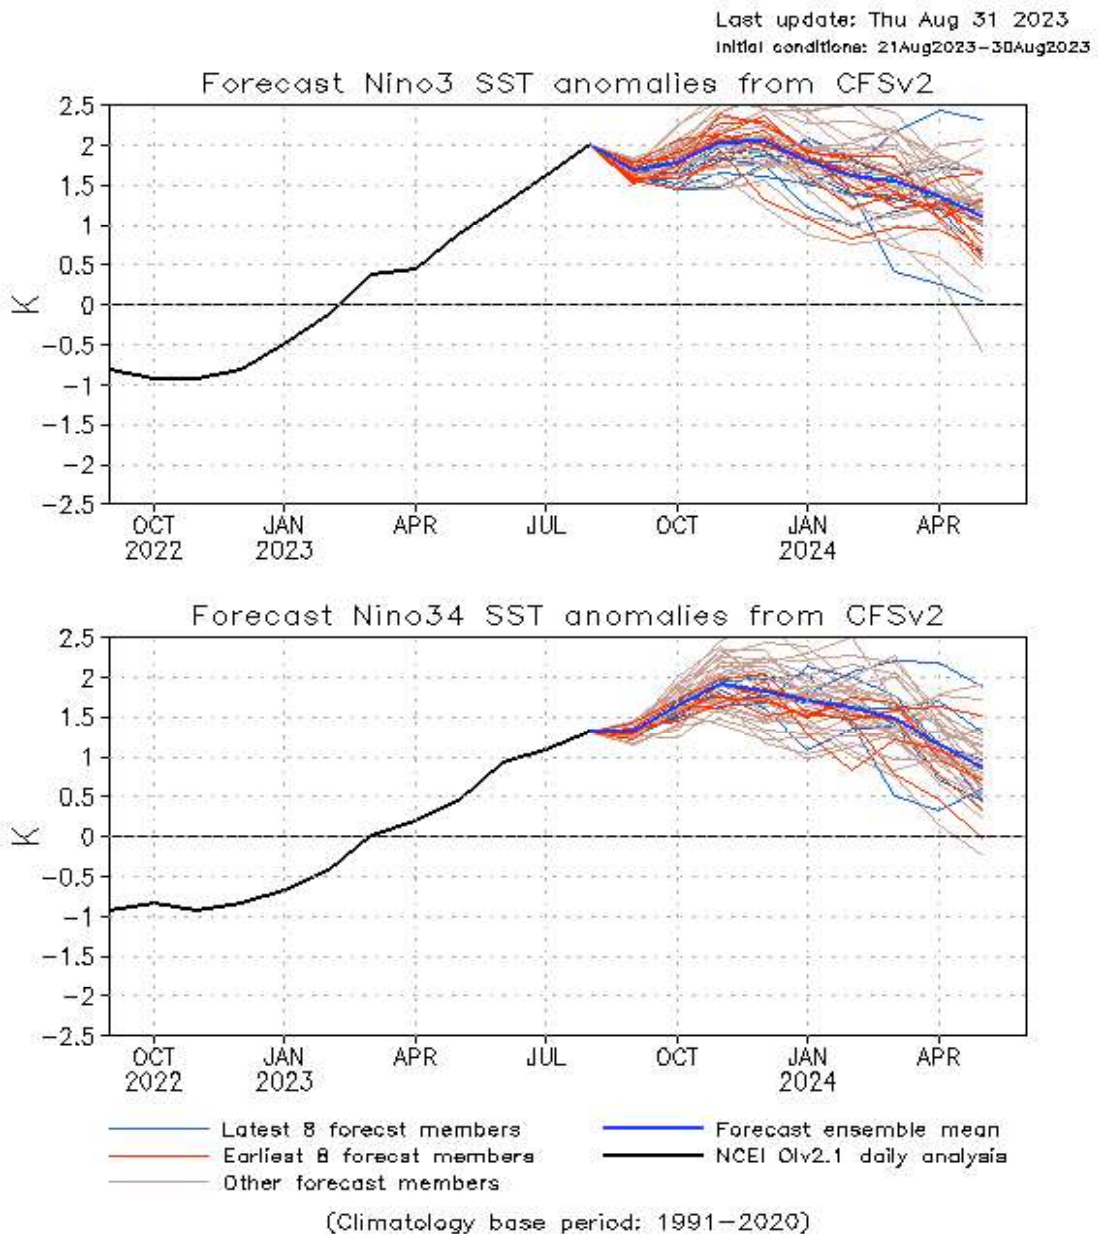 Last update: Thu Aug 31 2023
Initial conditions: 21Aug2023-30Aug2023
Forecast Nino3 SST anomalies from CFSv2
2.5
2
1.5
1
0.5
0
-0.5
-1
-1.5
-2
-2.5
K
OCT JAN APR JUL OCT JAN APR
2022 2023 2024
Forecast Nino34 SST anomalies from CFSv2
2.5
2
1.5
1
0.5
0
-0.5
-1
-1.5
-2
-2.5
K
OCT JAN APR JUL OCT JAN APR
2022 2023 2024
Latest 8 forecst members
Forecast ensemble mean
Earliest 8 forecst members
NCEI OIv2.1 daily analysis
Other forecast members
(Climatology base period: 1991-2020)